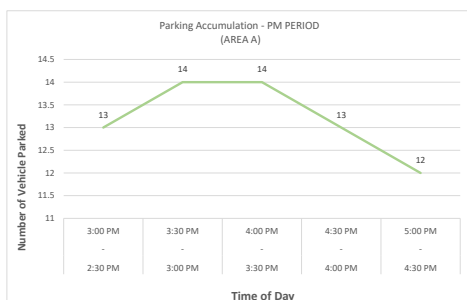 Parking Accumulation - PM PERIOD
(AREA A)
Number of Vehicle Parked
14.5
14
13.5
13
12.5
12
11.5
11
13
14
14
13
12
3:00 PM 3:30 PM 4:00 PM 4:30 PM 5:00 PM
- - - - -
2:30 PM 3:00 PM 3:30 PM 4:00 PM 4:30 PM
Time of Day